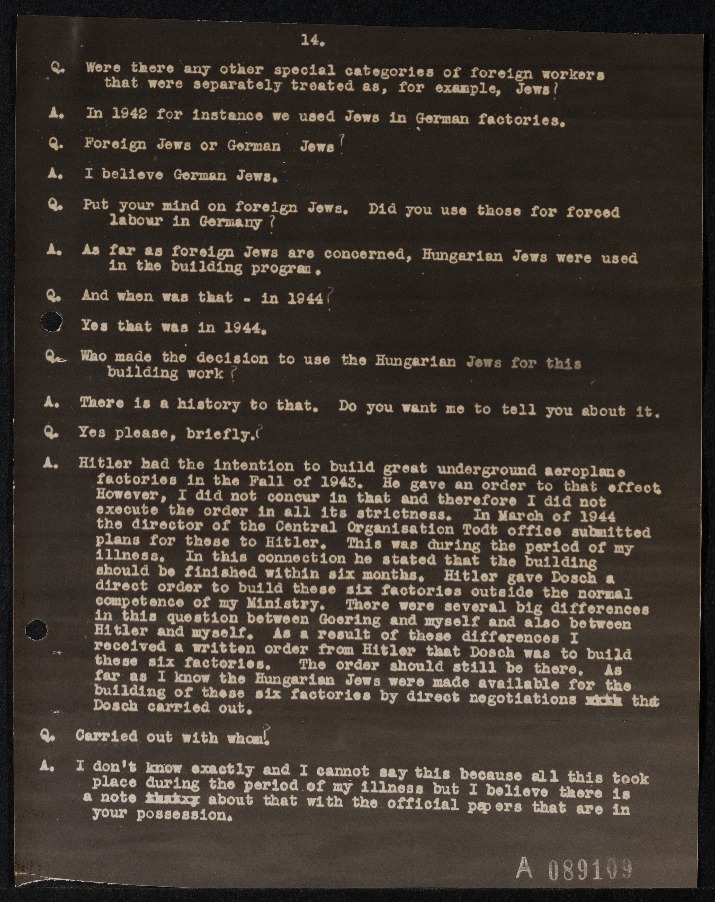 14.
Q. Were there any other special categories of foreign workers
that were separately treated as, for example, Jews?
A. In 1942 for instance we used Jews in German factories.
Q. Foreign Jews or German Jews?
A. I believe German Jews.
Q. Put your mind on foreign Jews. Did you use those for forced
labour in Germany?
A. As far as foreign Jews are concerned, Hungarian Jews were used
in the building program.
Q. And when was that - in 1944?
Yes that was in 1944.
Q. Who made the decision to use the Hungarian Jews for this
building work?
A. There is a history to that. Do you want me to tell you about it.
Q. Yes please, briefly.
A. Hitler had the intention to build great underground aeroplane
factories in the Fall of 1943. He gave an order to that effect.
However, I did not concur in that and therefore I did not
execute the order in all its strictness. In March of 1944
the director of the Central Organisation Todt office submitted
plans for these to Hitler. This was during the period of my
illness. In this connection he stated that the building
should be finished within six months. Hitler gave Dosch a
direct order to build these six factories outside the normal
competence of my Ministry. There were several big differences
in this question between Goering and myself and also between
Hitler and myself. As a result of these differences I
received a written order from Hitler that Dosch was to build
these six factories. The order should still be there. As
far as I know the Hungarian Jews were made available for the
building of these six factories by direct negotiations that
Dosch carried out.
Q. Carried out with whom?
A. I don't know exactly and I cannot say this because all this took
place during the period of my illness but I believe there is
a note about that with the official papers that are in
your possession.
A 089109